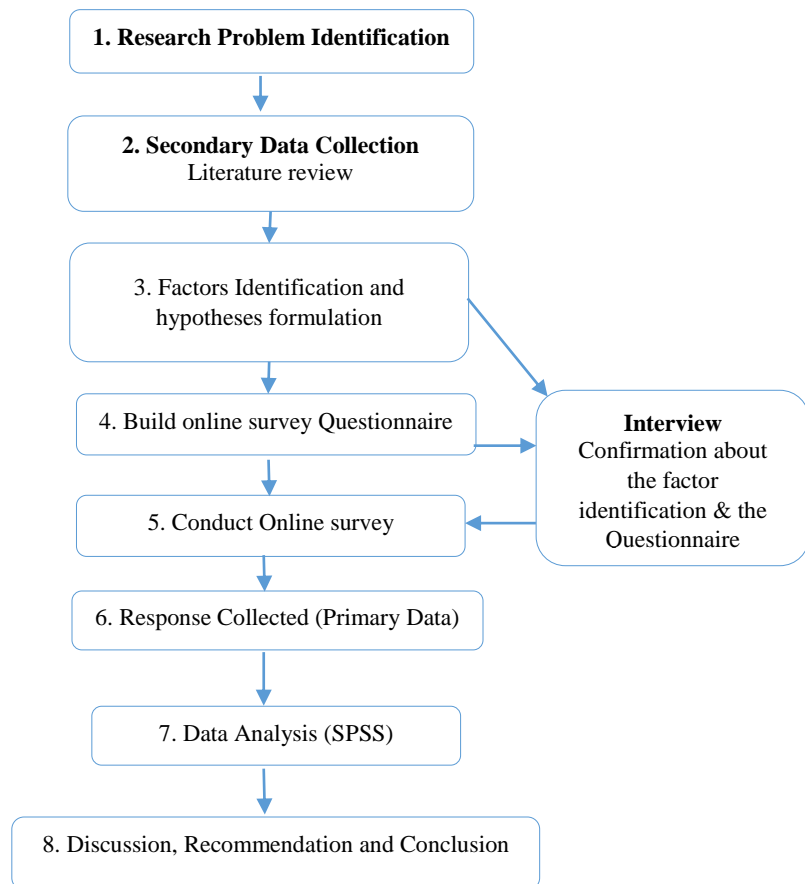 1. Research Problem Identification
2. Secondary Data Collection
Literature review
3. Factors Identification and
hypotheses formulation
4. Build online survey Questionnaire
Interview
Confirmation about
the factor
identification & the
Questionnaire
5. Conduct Online survey
6. Response Collected (Primary Data)
7. Data Analysis (SPSS)
8. Discussion, Recommendation and Conclusion